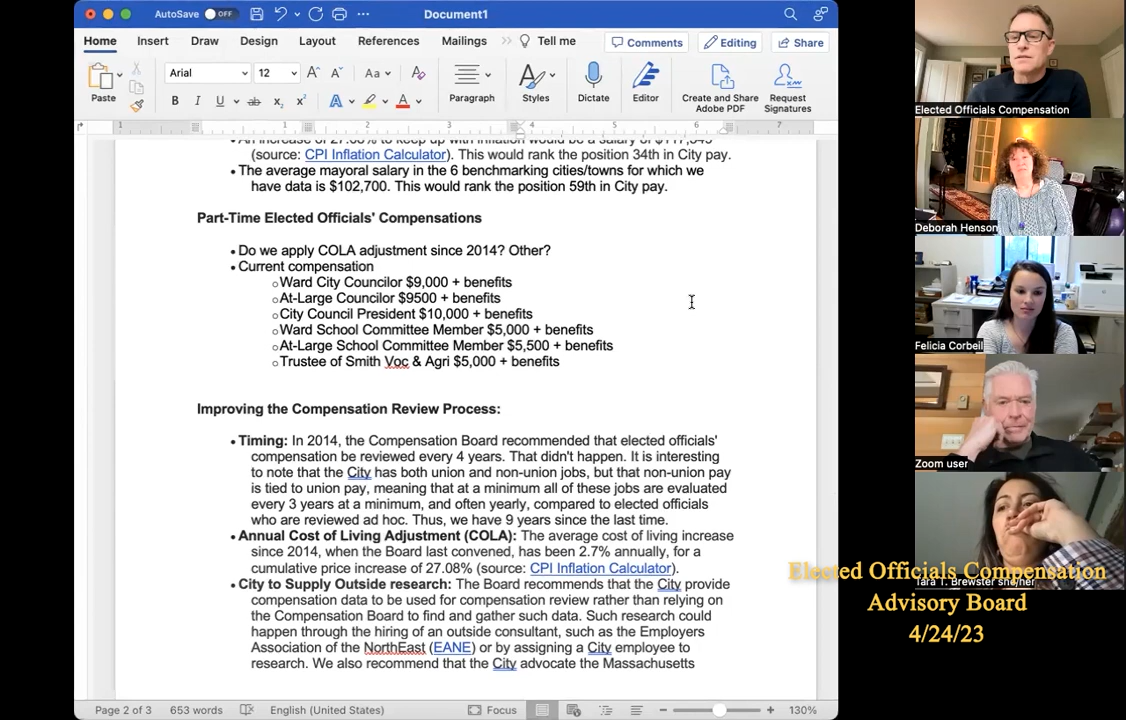 AutoSave OFF Document1
Home Insert Draw Design Layout References Mailings >> Tell me Comments Editing Share
Arial 12 A A Aa
Paste B I U ab x₂ x² A A Paragraph Styles Dictate Editor Create and Share Adobe PDF Request Signatures
1 1 2 3 4 5 6 7
(source: CPI Inflation Calculator). This would rank the position 34th in City pay.
• The average mayoral salary in the 6 benchmarking cities/towns for which we
have data is $102,700. This would rank the position 59th in City pay.
Part-Time Elected Officials' Compensations
• Do we apply COLA adjustment since 2014? Other?
• Current compensation
○ Ward City Councilor $9,000 + benefits
○ At-Large Councilor $9500 + benefits
○ City Council President $10,000 + benefits
○ Ward School Committee Member $5,000 + benefits
○ At-Large School Committee Member $5,500 + benefits
○ Trustee of Smith Voc & Agri $5,000 + benefits
Improving the Compensation Review Process:
• Timing: In 2014, the Compensation Board recommended that elected officials'
compensation be reviewed every 4 years. That didn't happen. It is interesting
to note that the City has both union and non-union jobs, but that non-union pay
is tied to union pay, meaning that at a minimum all of these jobs are evaluated
every 3 years at a minimum, and often yearly, compared to elected officials
who are reviewed ad hoc. Thus, we have 9 years since the last time.
• Annual Cost of Living Adjustment (COLA): The average cost of living increase
since 2014, when the Board last convened, has been 2.7% annually, for a
cumulative price increase of 27.08% (source: CPI Inflation Calculator).
• City to Supply Outside research: The Board recommends that the City provide
compensation data to be used for compensation review rather than relying on
the Compensation Board to find and gather such data. Such research could
happen through the hiring of an outside consultant, such as the Employers
Association of the NorthEast (EANE) or by assigning a City employee to
research. We also recommend that the City advocate the Massachusetts
Page 2 of 3 653 words English (United States) Focus 130%
Elected Officials Compensation
Deborah Henson
Felicia Corbeil
Zoom user
Tara T. Brewster she/her
Elected Officials Compensation
Advisory Board
4/24/23